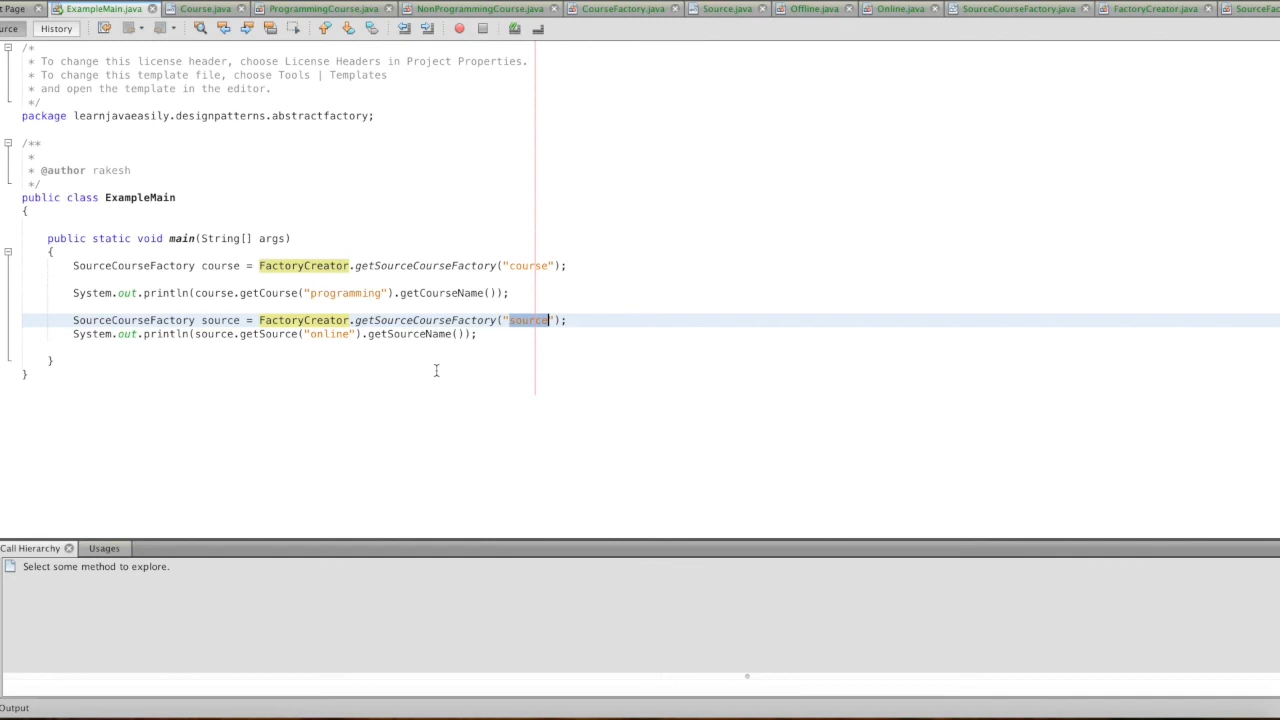 t Page ExampleMain.java Course.java ProgrammingCourse.java NonProgrammingCourse.java CourseFactory.java Source.java Offline.java Online.java SourceCourseFactory.java FactoryCreator.java SourceFac
urce History
/*
* To change this license header, choose License Headers in Project Properties.
* To change this template file, choose Tools | Templates
* and open the template in the editor.
*/
package learnjavaeasily.designpatterns.abstractfactory;
/**
*
* @author rakesh
*/
public class ExampleMain
{
public static void main(String[] args)
{
SourceCourseFactory course = FactoryCreator.getSourceCourseFactory("course");
System.out.println(course.getCourse("programming").getCourseName());
SourceCourseFactory source = FactoryCreator.getSourceCourseFactory("source");
System.out.println(source.getSource("online").getSourceName());
}
}
Call Hierarchy Usages
Select some method to explore.
Output